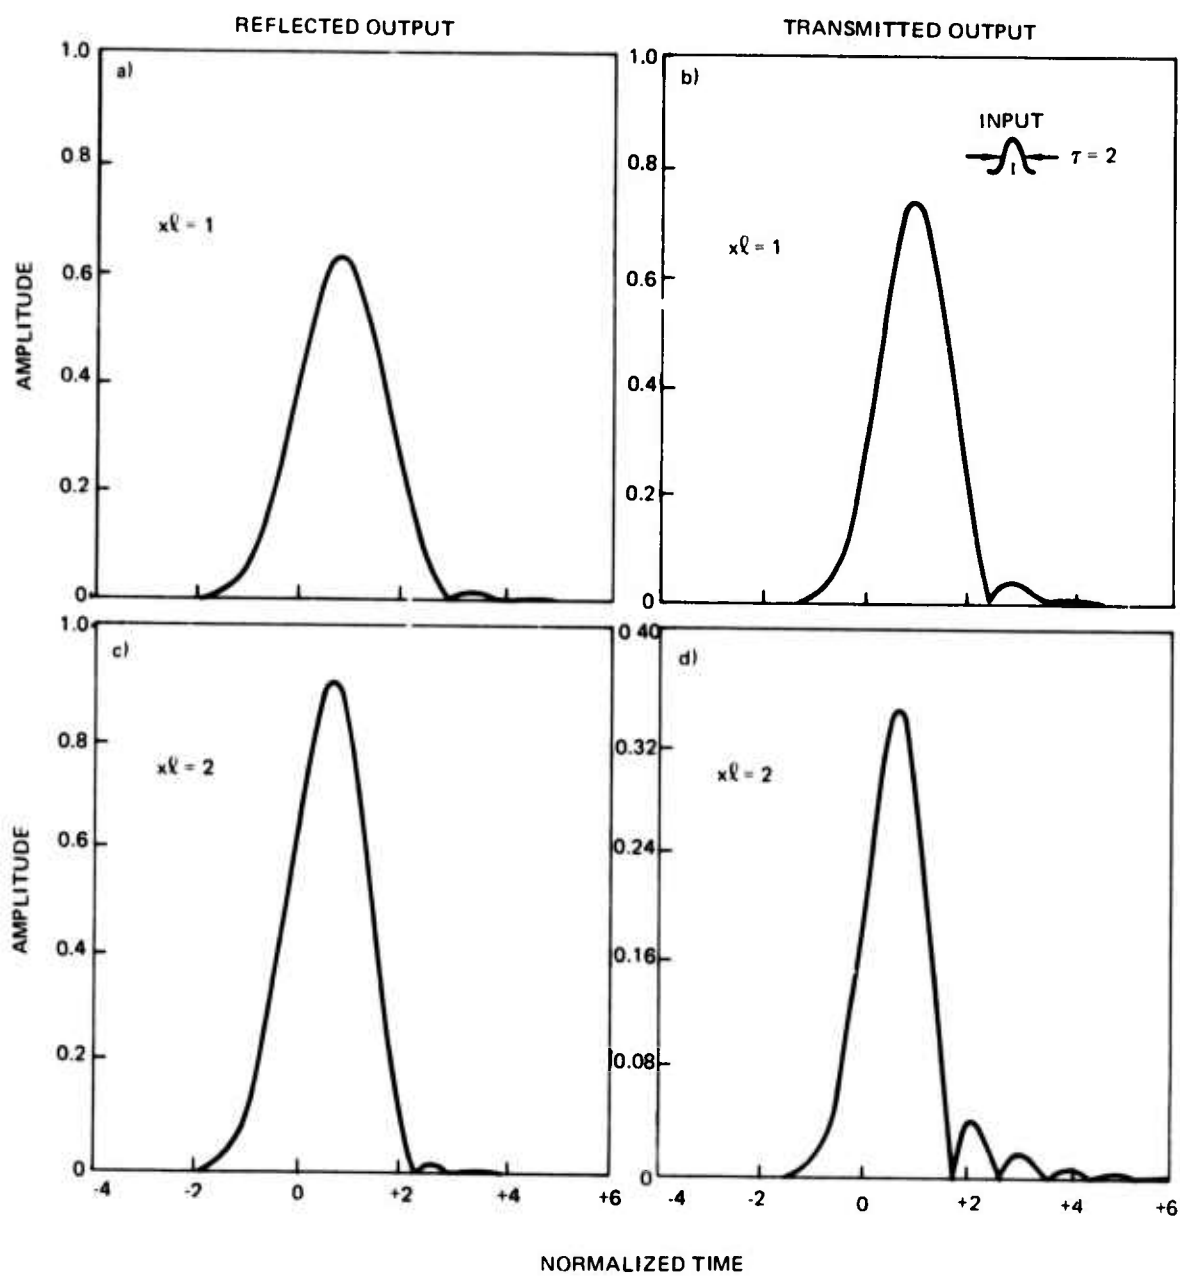 REFLECTED OUTPUT
TRANSMITTED OUTPUT
1.0
a)
0.8
xℓ = 1
0.6
0.4
0.2
0
AMPLITUDE
1.0
b)
INPUT
τ = 2
0.8
xℓ = 1
0.6
0.4
0.2
0
1.0
c)
0.8
xℓ = 2
0.6
0.4
0.2
0
AMPLITUDE
-4
-2
0
+2
+4
+6
0 40
d)
0.32
xℓ = 2
0.24
0.16
0.08
0
-4
-2
0
+2
+4
+6
NORMALIZED TIME